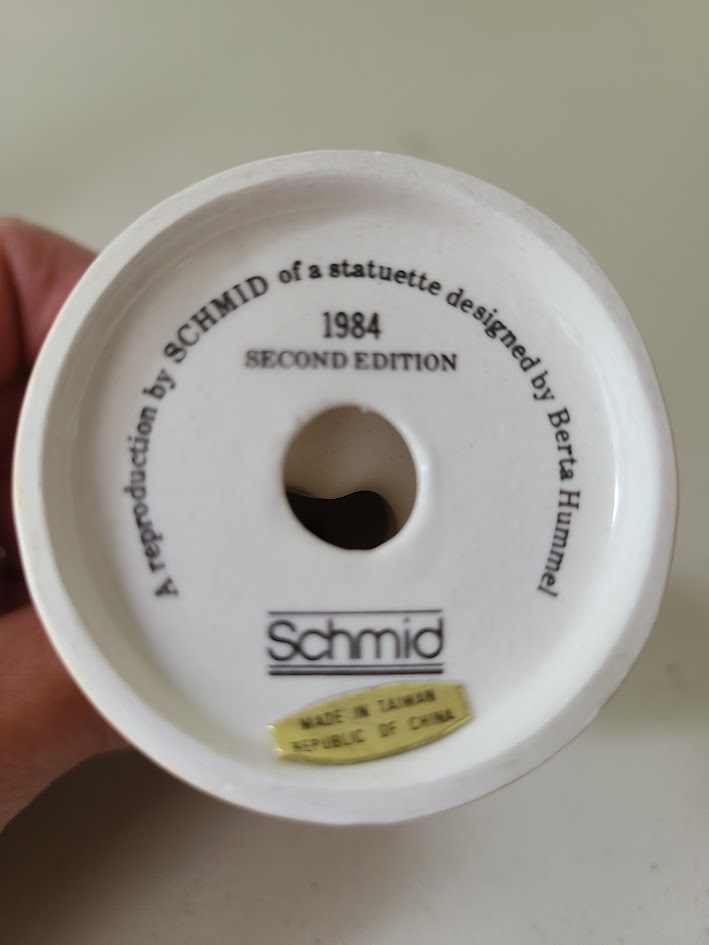 A reproduction by SCHMID of a statuette designed by Berta Hummel
1984
SECOND EDITION
Schmid
MADE IN TAIWAN
REPUBLIC OF CHINA